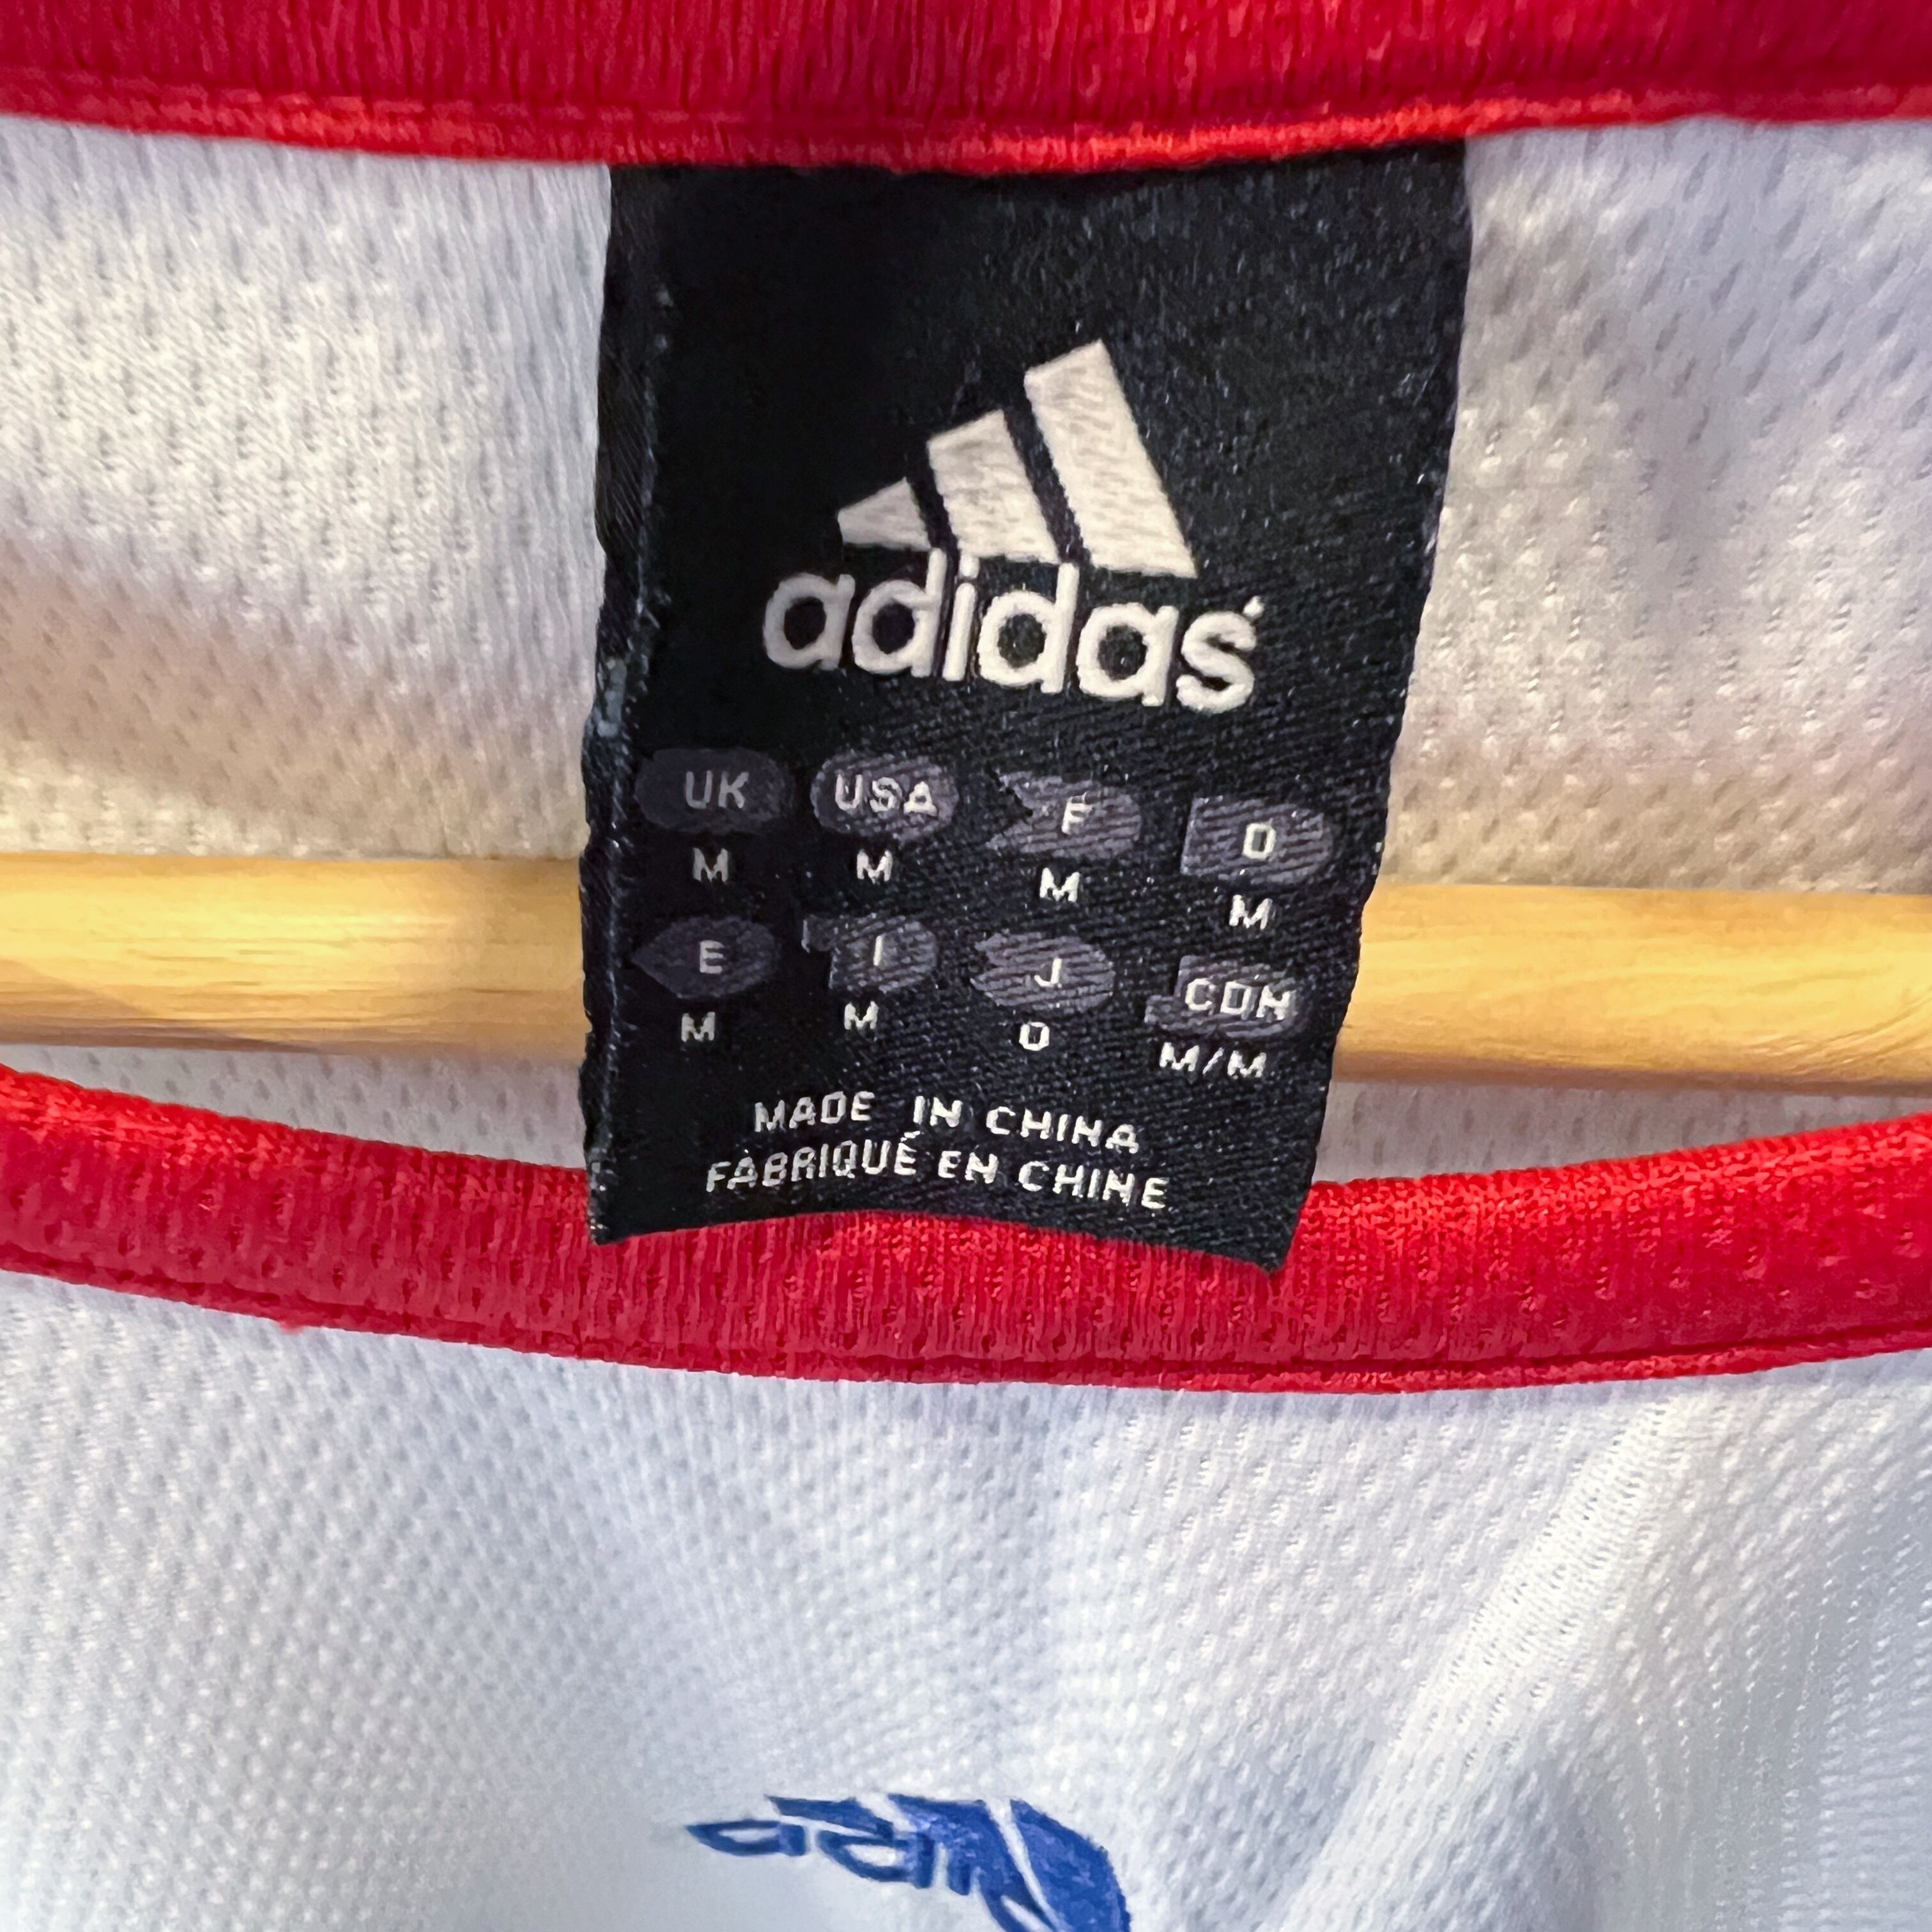 adidas
UK USA F D
M M M M
E I J CDN
M M O M/M
MADE IN CHINA
FABRIQUÉ EN CHINE